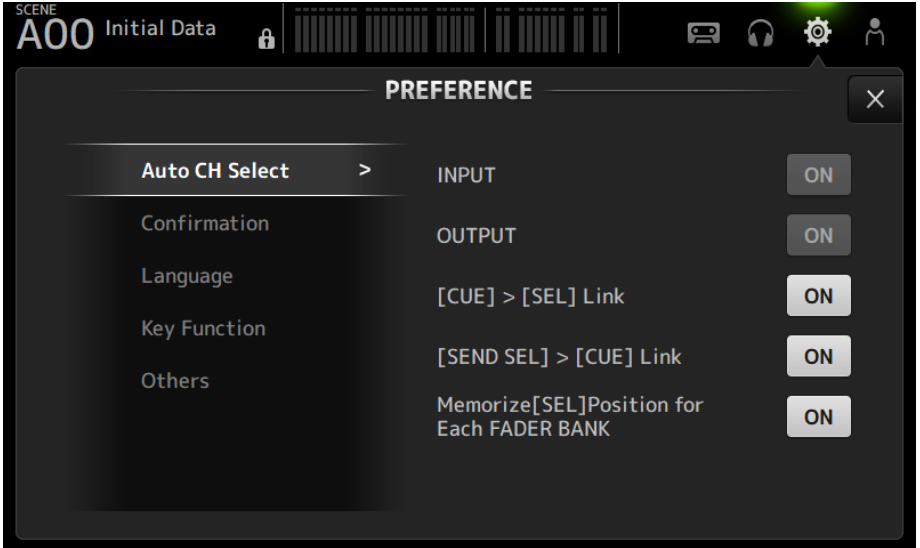 SCENE
A00 Initial Data
PREFERENCE
Auto CH Select >
Confirmation
Language
Key Function
Others
INPUT ON
OUTPUT ON
[CUE] > [SEL] Link ON
[SEND SEL] > [CUE] Link ON
Memorize[SEL]Position for
Each FADER BANK ON